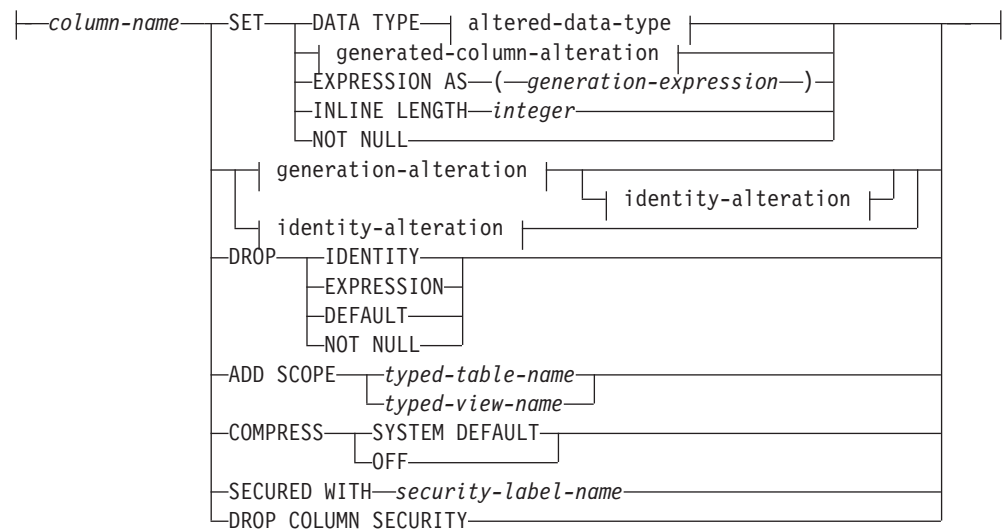 column-name SET DATA TYPE altered-data-type
generated-column-alteration
EXPRESSION AS ( generation-expression )
INLINE LENGTH integer
NOT NULL
generation-alteration
identity-alteration
identity-alteration
DROP IDENTITY
EXPRESSION
DEFAULT
NOT NULL
ADD SCOPE typed-table-name
typed-view-name
COMPRESS SYSTEM DEFAULT
OFF
SECURED WITH security-label-name
DROP COLUMN SECURITY